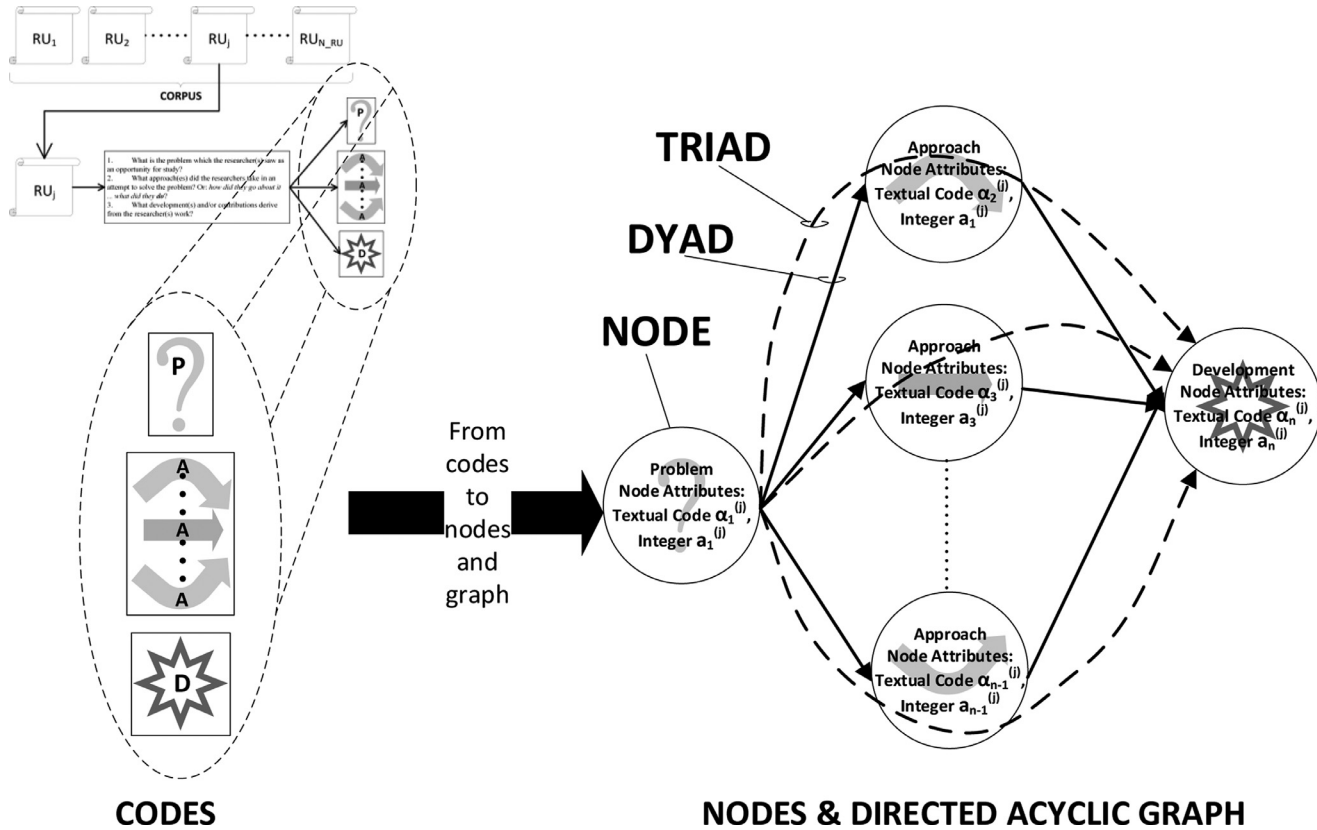 RU1 RU2 RUj RUN_RU
CORPUS
RUj
1. What is the problem which the researcher(s) saw as
an opportunity for study?
2. What approach(es) did the researchers take in an
attempt to solve the problem? Or: how did they go about it
... what did they do?
3. What development(s) and/or contributions derive
from the researcher(s) work?
P
A
A
A
D
P
A
A
A
D
CODES
From
codes
to
nodes
and
graph
TRIAD
DYAD
NODE
Problem
Node Attributes:
Textual Code α1(j),
Integer a1(j)
Approach
Node Attributes:
Textual Code α2(j),
Integer a1(j)
Approach
Node Attributes:
Textual Code α3(j),
Integer a3(j)
Approach
Node Attributes:
Textual Code αn-1(j),
Integer an-1(j)
Development
Node Attributes:
Textual Code αn(j),
Integer an(j)
NODES & DIRECTED ACYCLIC GRAPH